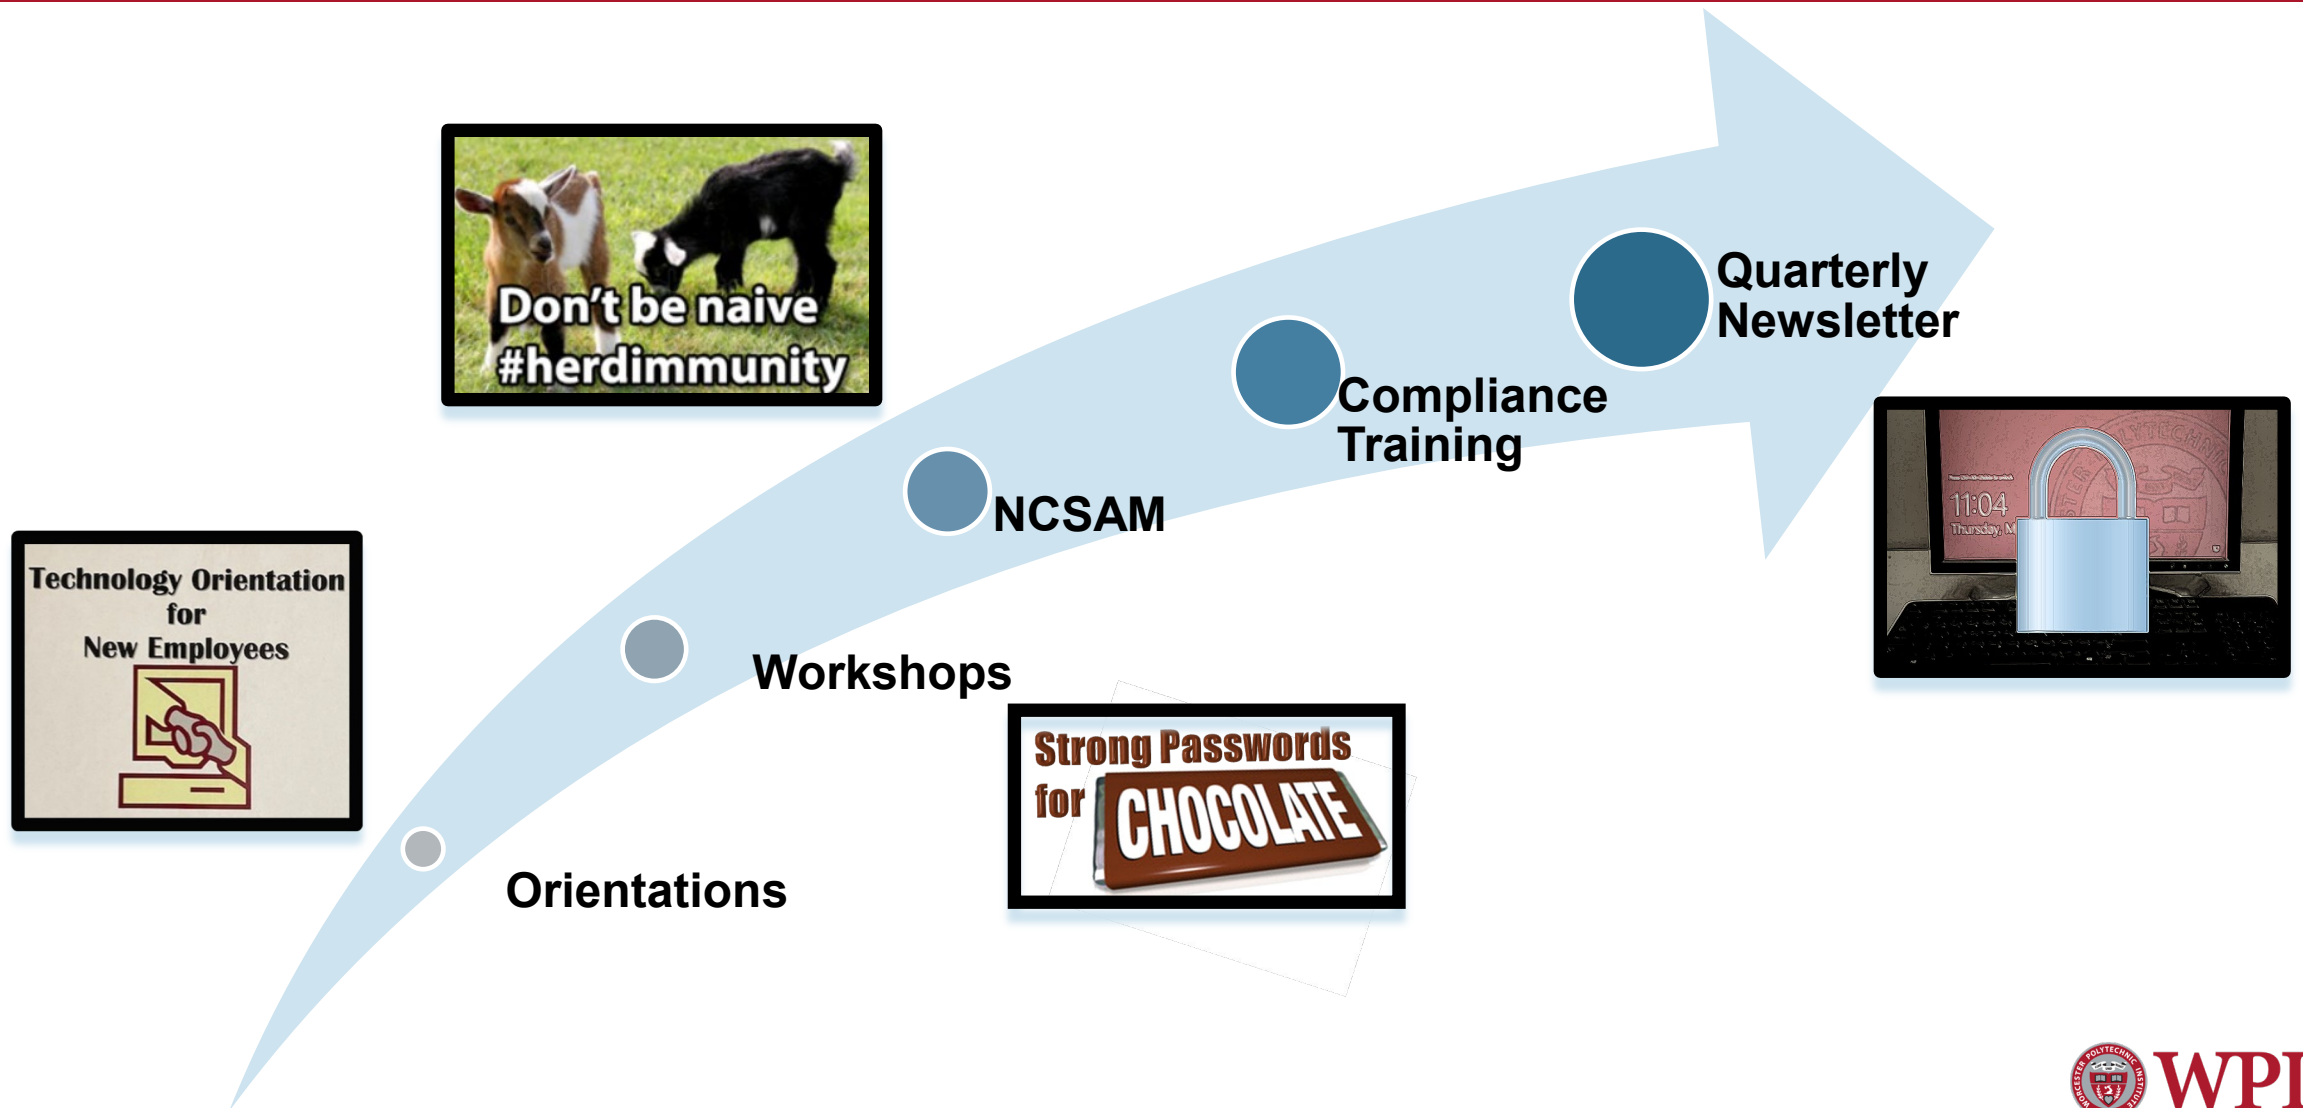 Don't be naive
#herdimmunity
Quarterly
Newsletter
Compliance
Training
NCSAM
11:04
Technology Orientation
for
New Employees
Workshops
Strong Passwords
for CHOCOLATE
Orientations
WPI